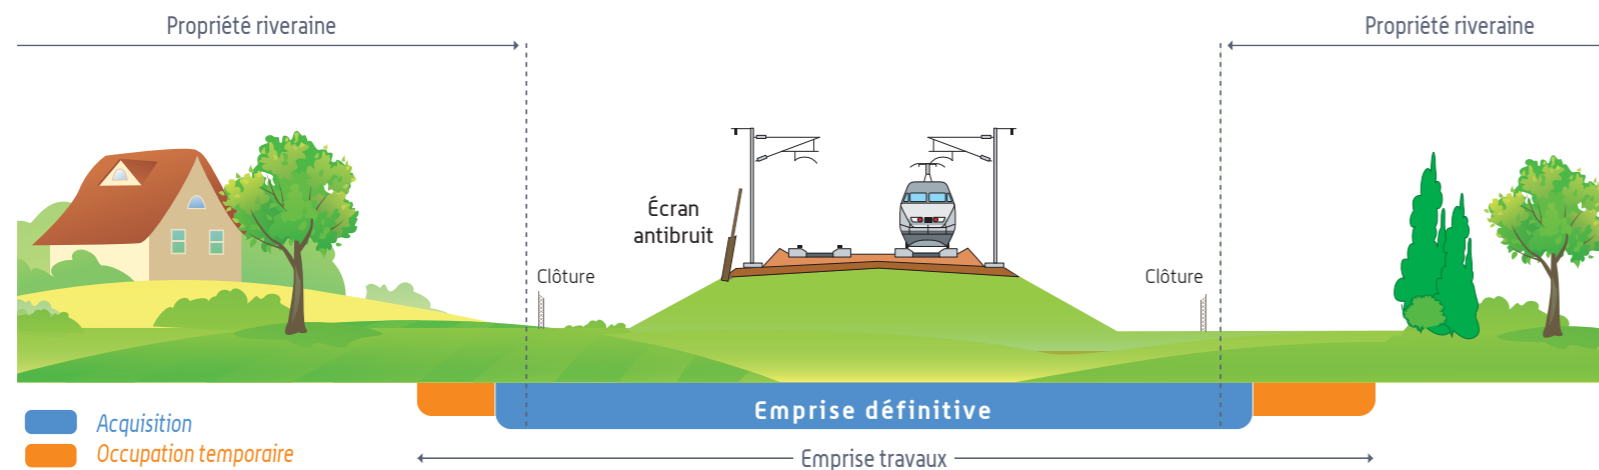 Propriété riveraine
Propriété riveraine
Écran
antibruit
Clôture
Clôture
Emprise définitive
Acquisition
Occupation temporaire
Emprise travaux